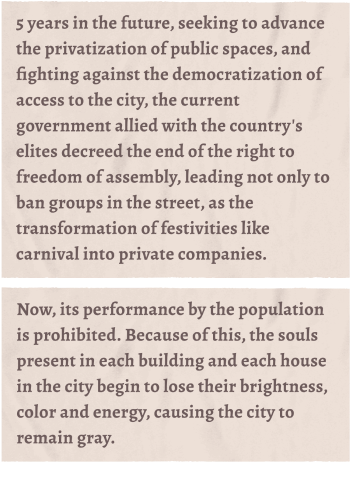 5 years in the future, seeking to advance
the privatization of public spaces, and
fighting against the democratization of
access to the city, the current
government allied with the country's
elites decreed the end of the right to
freedom of assembly, leading not only to
ban groups in the street, as the
transformation of festivities like
carnival into private companies.
Now, its performance by the population
is prohibited. Because of this, the souls
present in each building and each house
in the city begin to lose their brightness,
color and energy, causing the city to
remain gray.